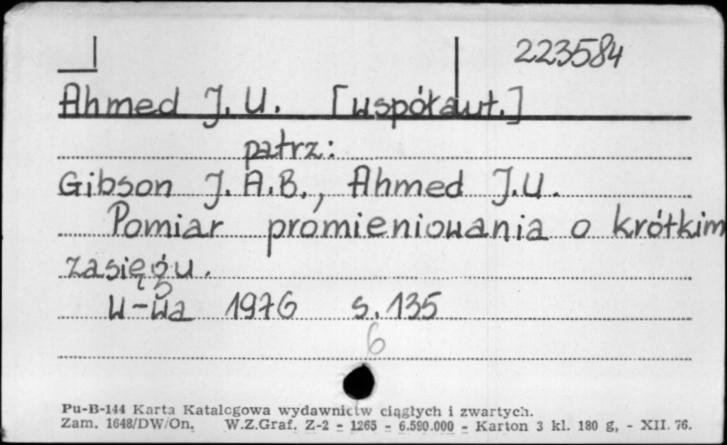 223584
Ahmed J. U. [współaut.]
patrz:
Gibson J. A.B., Ahmed J.U.
Pomiar promieniowania o krótkim
zasięgu.
W-wa 1976 s. 135
6
Pu-B-144 Karta Katalogowa wydawnictw ciągłych i zwartych.
Zam. 1648/DW/On. W.Z.Graf. Z-2 - 1265 - 6.590.000 - Karton 3 kl. 180 g, - XII. 76.